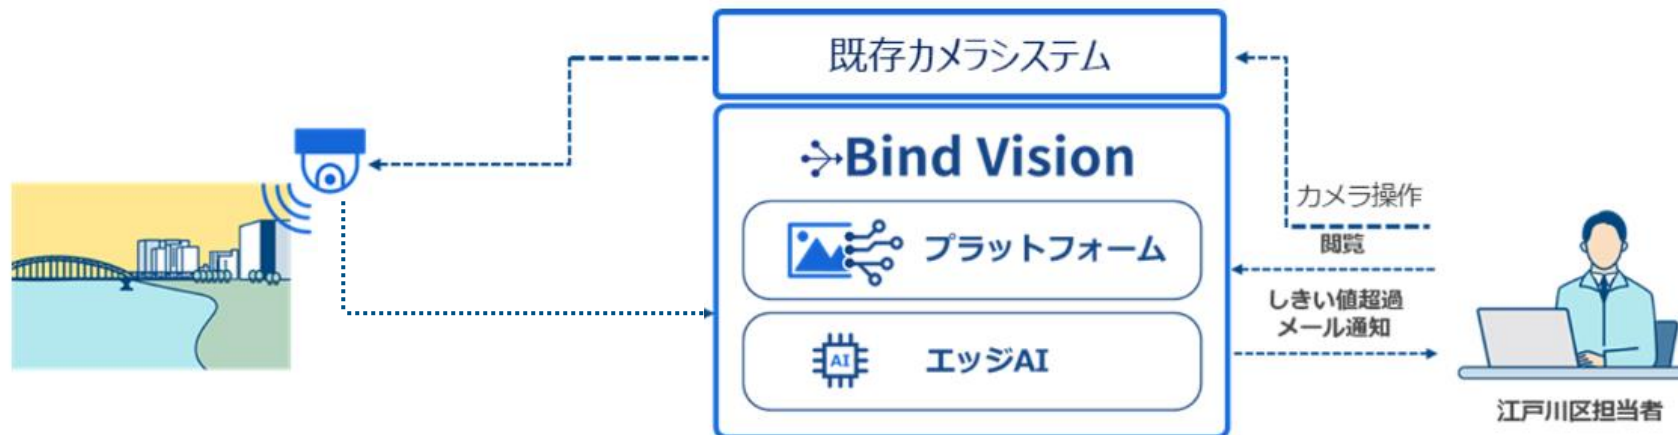 既存カメラシステム
Bind Vision
プラットフォーム
AI
エッジAI
カメラ操作
閲覧
しきい値超過
メール通知
江戸川区担当者